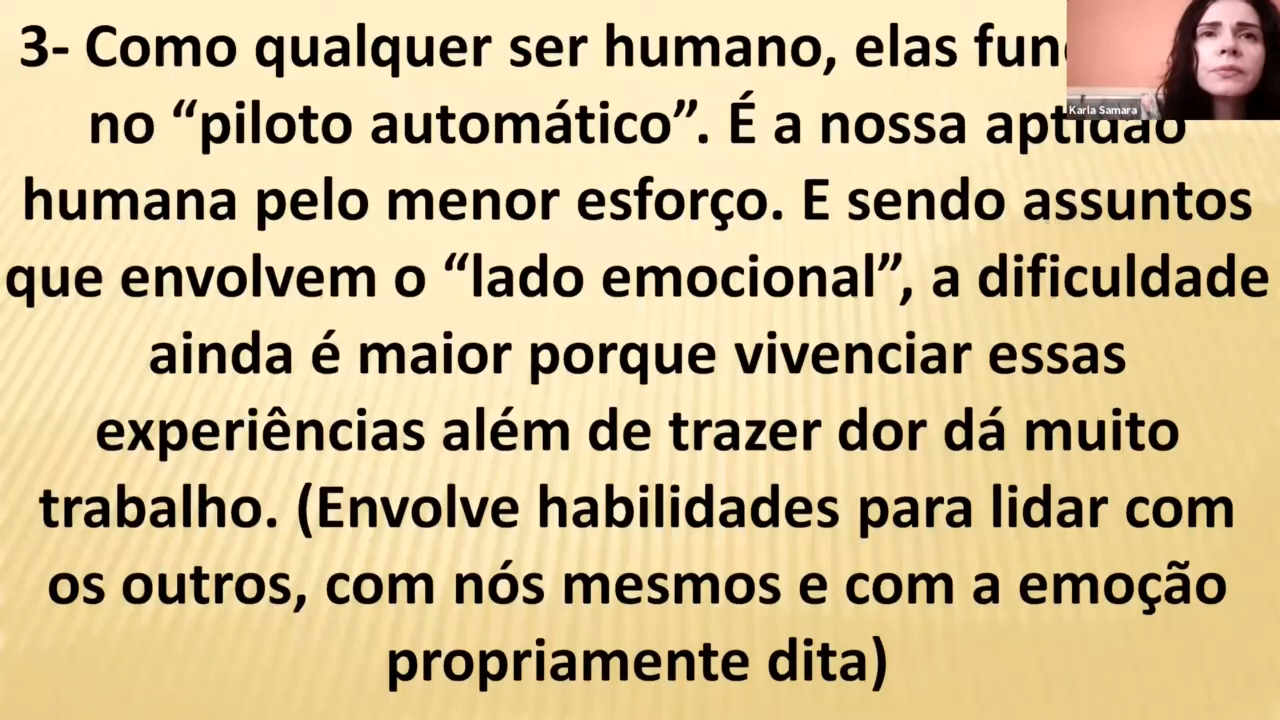 3- Como qualquer ser humano, elas
no “piloto automático”. É a nossa aptidão
humana pelo menor esforço. E sendo assuntos
que envolvem o “lado emocional”, a dificuldade
ainda é maior porque vivenciar essas
experiências além de trazer dor dá muito
trabalho. (Envolve habilidades para lidar com
os outros, com nós mesmos e com a emoção
propriamente dita)
Karla Samara